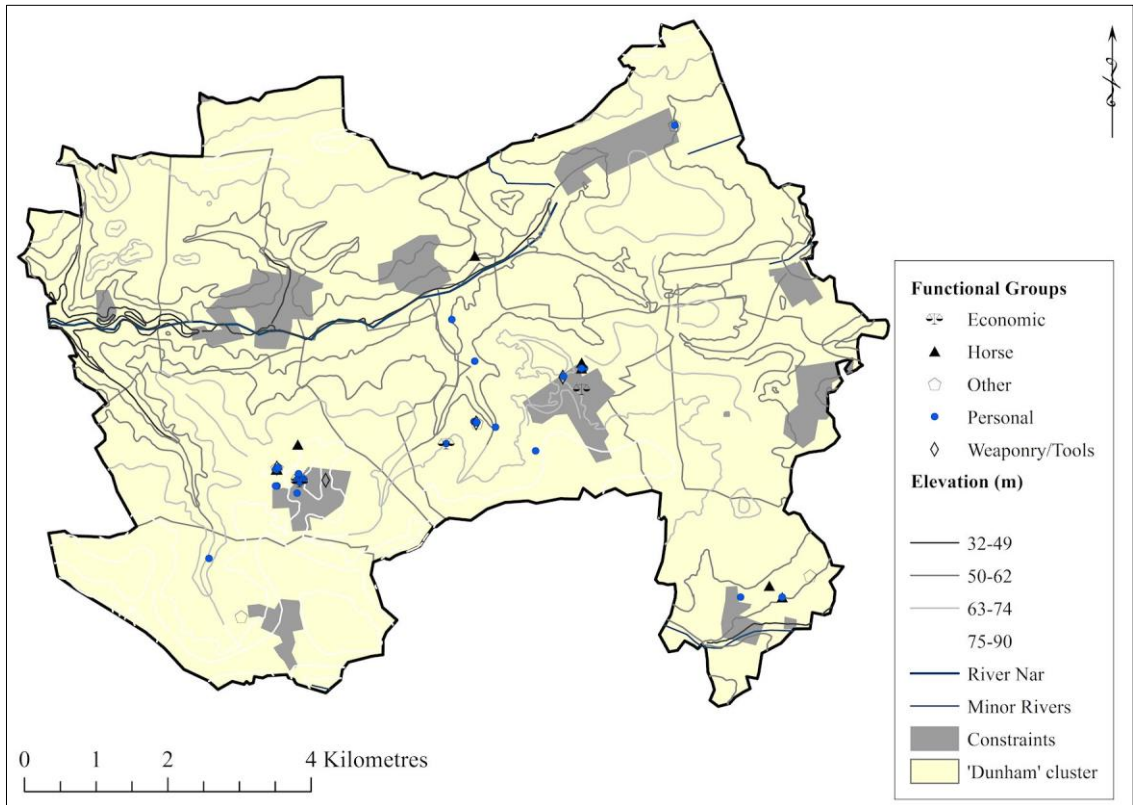 Functional Groups
Economic
Horse
Other
Personal
Weaponry/Tools
Elevation (m)
32-49
50-62
63-74
75-90
River Nar
Minor Rivers
Constraints
'Dunham' cluster
0 1 2 4 Kilometres